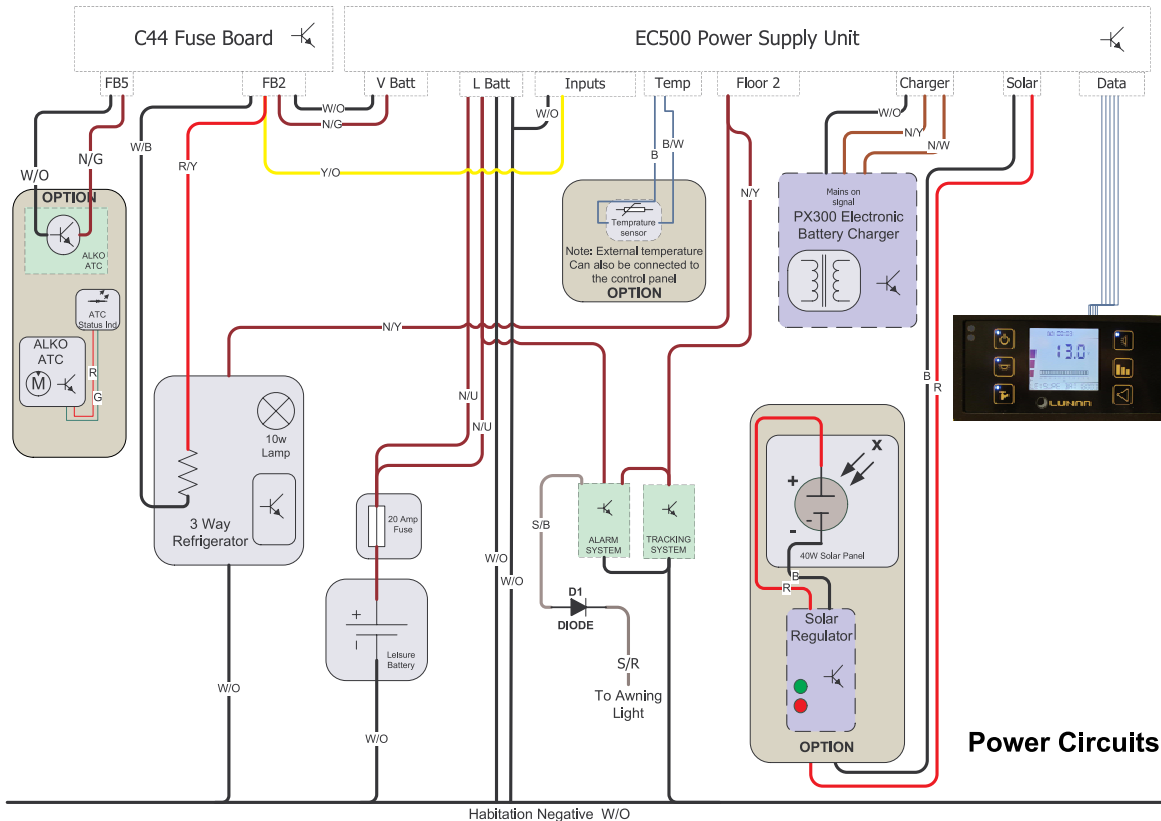 C44 Fuse Board
EC500 Power Supply Unit
FB5
FB2
V Batt
L Batt
Inputs
Temp
Floor 2
Charger
Solar
Data
W/O
N/G
W/B
R/Y
W/O
N/G
Y/O
W/O
B
B/W
N/Y
W/O
N/Y
N/W
OPTION
ALKO
ATC
ATC
Status Ind
ALKO
ATC
M
R
G
Temprature
sensor
Note: External temperature
Can also be connected to
the control panel
OPTION
Mains on
signal
PX300 Electronic
Battery Charger
N/Y
N/U
N/U
B
R
13.0
LUNAR
10w
Lamp
3 Way
Refrigerator
20 Amp
Fuse
+
−
Leisure
Battery
W/O
W/O
W/O
W/O
S/B
ALARM
SYSTEM
TRACKING
SYSTEM
D1
DIODE
S/R
To Awning
Light
X
+
-
-
40W Solar Panel
B
R
Solar
Regulator
OPTION
Power Circuits
Habitation Negative W/O